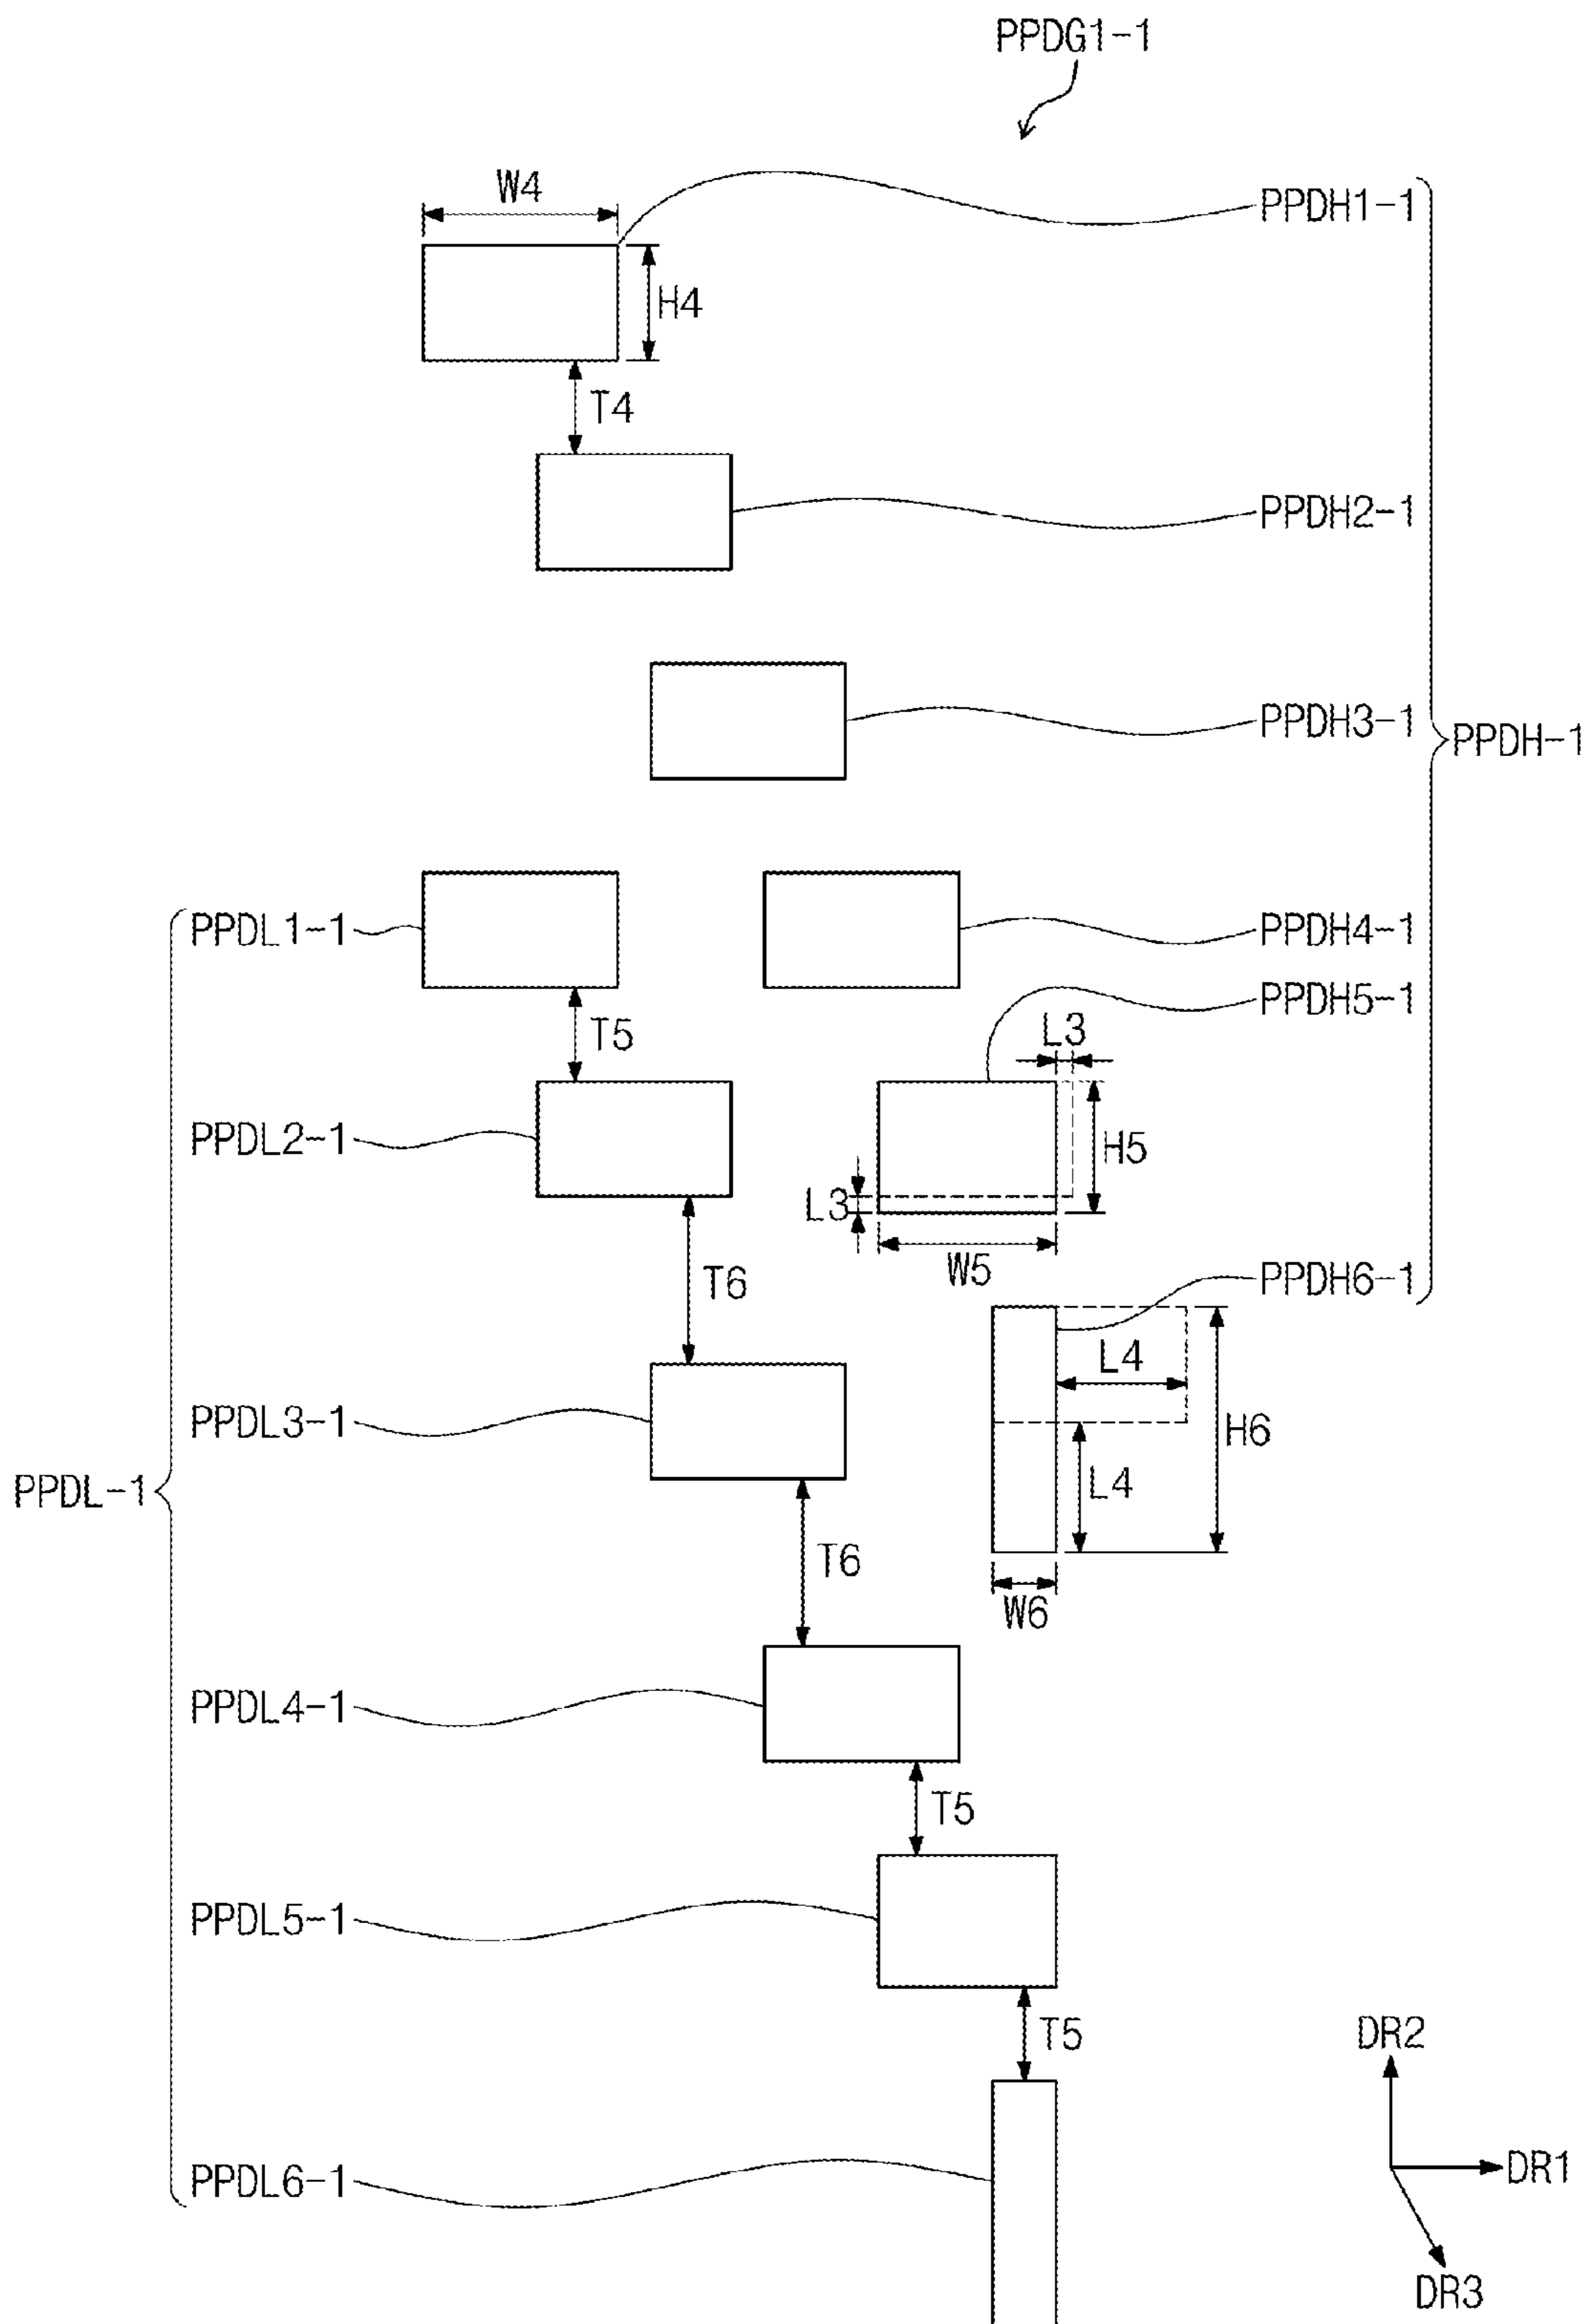 PPDG1-1
W4
PPDH1-1
H4
T4
PPDH2-1
PPDH3-1
PPDH-1
PPDL1-1
PPDH4-1
PPDH5-1
T5
L3
PPDL2-1
H5
L3
W5
T6
PPDH6-1
L4
PPDL3-1
H6
L4
PPDL-1
T6
W6
PPDL4-1
T5
PPDL5-1
T5
DR2
DR1
PPDL6-1
DR3